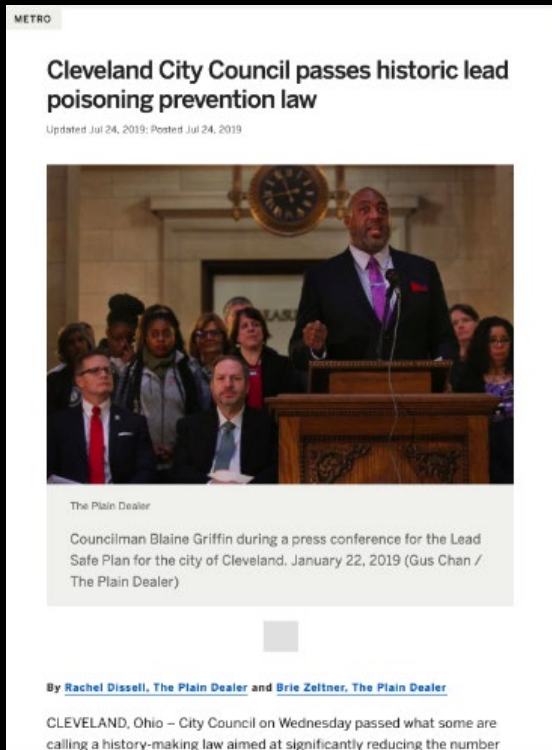 METRO
Cleveland City Council passes historic lead
poisoning prevention law
Updated Jul 24, 2019; Posted Jul 24, 2019
The Plain Dealer
Councilman Blaine Griffin during a press conference for the Lead
Safe Plan for the city of Cleveland. January 22, 2019 (Gus Chan /
The Plain Dealer)
By Rachel Dissell, The Plain Dealer and Brie Zeltner, The Plain Dealer
CLEVELAND, Ohio – City Council on Wednesday passed what some are
calling a history-making law aimed at significantly reducing the number